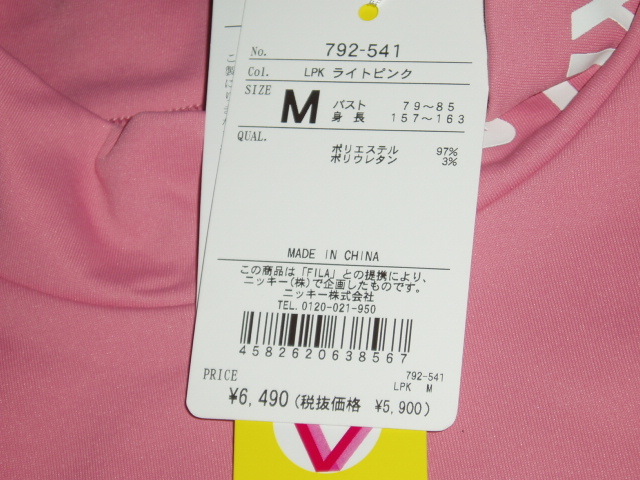 No. 792-541
Col. LPK ライトピンク
SIZE M バスト 79～85
身長 157～163
QUAL.
ポリエステル 97%
ポリウレタン 3%
MADE IN CHINA
この商品は「FILA」との提携により、
ニッキー(株)で企画したものです。
ニッキー株式会社
TEL. 0120-021-950
4582620638567
PRICE
792-541
LPK M
¥6,490 (税抜価格 ¥5,900)